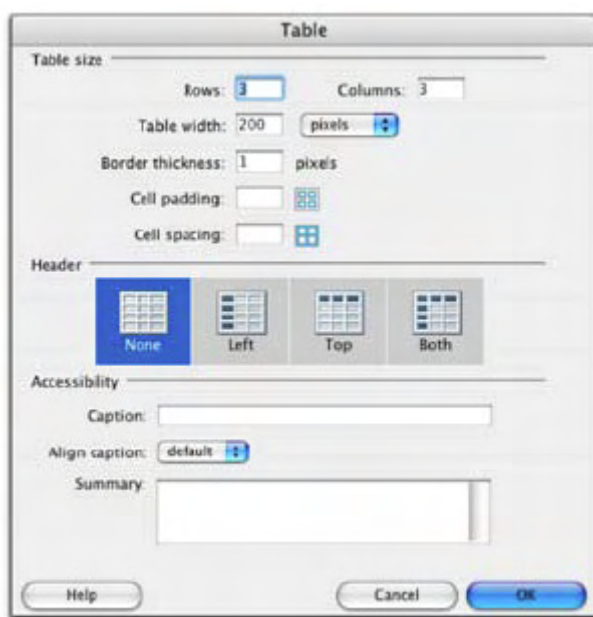 Table
Table size
Rows: 3 Columns: 3
Table width: 200 pixels
Border thickness: 1 pixels
Cell padding:
Cell spacing:
Header
None Left Top Both
Accessibility
Caption:
Align caption: default
Summary:
Help Cancel OK